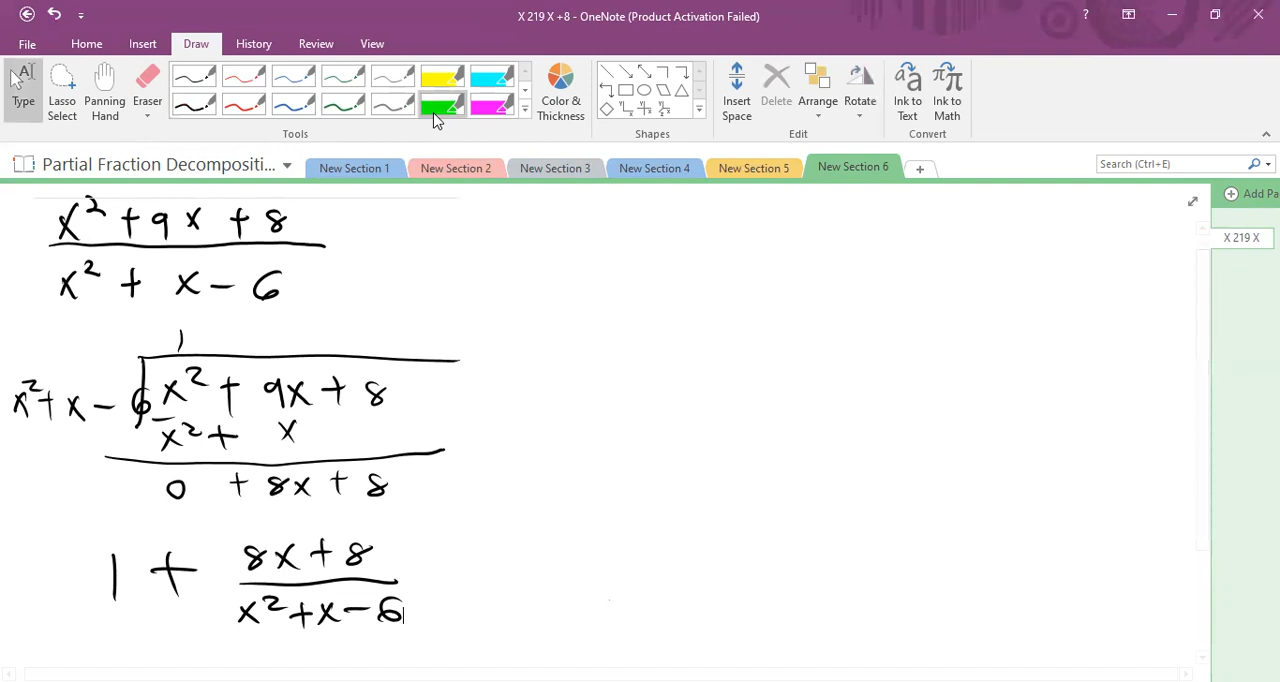 X 219 X +8 - OneNote (Product Activation Failed)
File Home Insert Draw History Review View
Type
Lasso Select
Panning Hand
Eraser
Color & Thickness
Insert Space
Delete
Arrange
Rotate
Ink to Text
Ink to Math
Tools
Shapes
Edit
Convert
Partial Fraction Decompositi... New Section 1 New Section 2 New Section 3 New Section 4 New Section 5 New Section 6 Search (Ctrl+E)
Add Pa
X 219 X
x² + 9x + 8
x² + x - 6
1
x² + x - 6 x² + 9x + 8
- x² + x
0 + 8x + 8
1 + 8x + 8
x² + x - 6